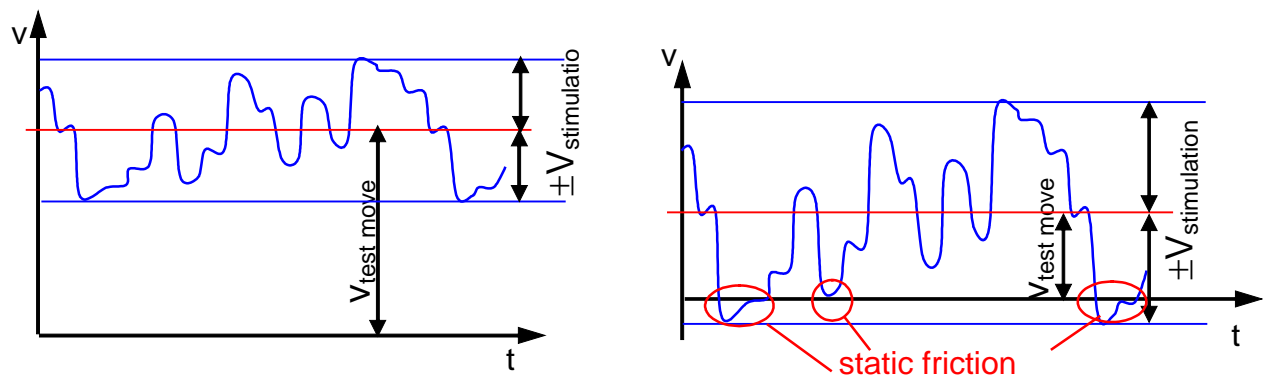 v
±Vstimulatio
vtest move
t
v
±Vstimulation
vtest move
t
static friction